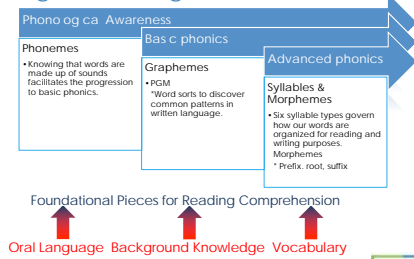 Phono og ca Awareness
Bas c phonics
Advanced phonics
Phonemes
•Knowing that words are
made up of sounds
facilitates the progression
to basic phonics.
Graphemes
•PGM
"Word sorts to discover
common patterns in
written language.
Syllables &
Morphemes
•Six syllable types govern
how our words are
organized for reading and
writing purposes.
Morphemes
" Prefix. root, suffix
Foundational Pieces for Reading Comprehension
Oral Language Background Knowledge Vocabulary